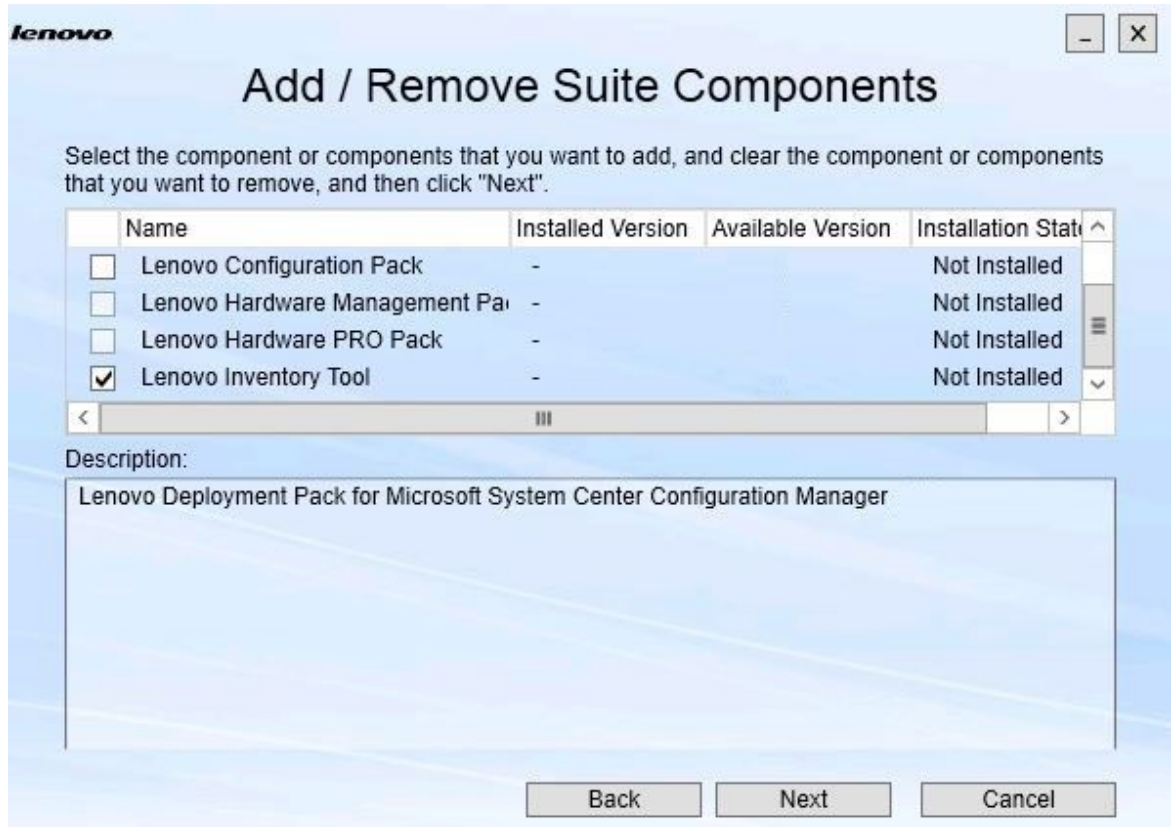 lenovo
Add / Remove Suite Components
Select the component or components that you want to add, and clear the component or components
that you want to remove, and then click "Next".
Name Installed Version Available Version Installation State
Lenovo Configuration Pack - Not Installed
Lenovo Hardware Management Pa - Not Installed
Lenovo Hardware PRO Pack - Not Installed
Lenovo Inventory Tool - Not Installed
Description:
Lenovo Deployment Pack for Microsoft System Center Configuration Manager
Back Next Cancel